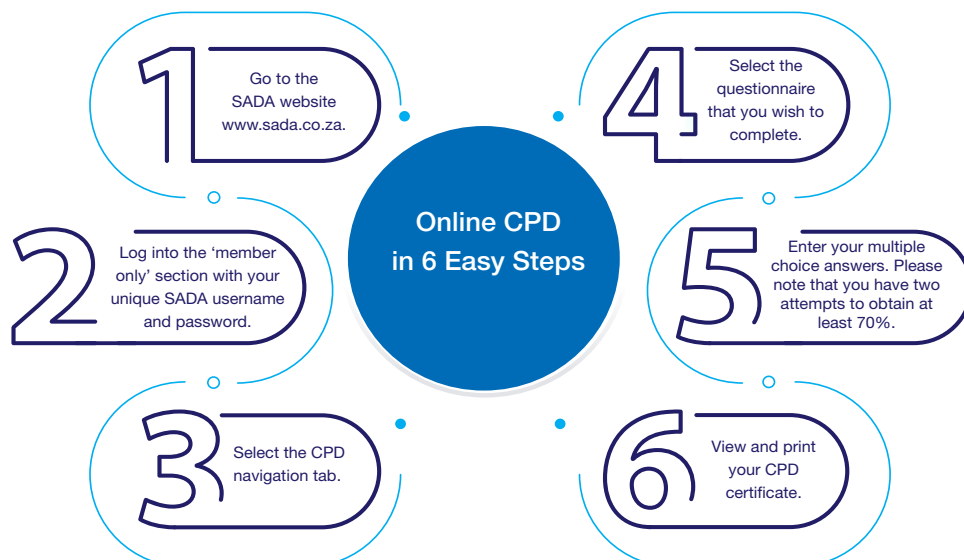 Online CPD
in 6 Easy Steps
1
Go to the
SADA website
www.sada.co.za.
2
Log into the ‘member
only’ section with your
unique SADA username
and password.
3
Select the CPD
navigation tab.
4
Select the
questionnaire
that you wish to
complete.
5
Enter your multiple
choice answers. Please
note that you have two
attempts to obtain at
least 70%.
6
View and print
your CPD
certificate.